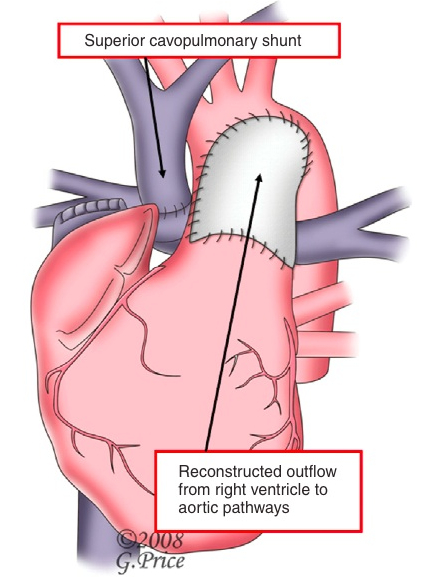 Superior cavopulmonary shunt
Reconstructed outflow
from right ventricle to
aortic pathways
©2008
G.Price